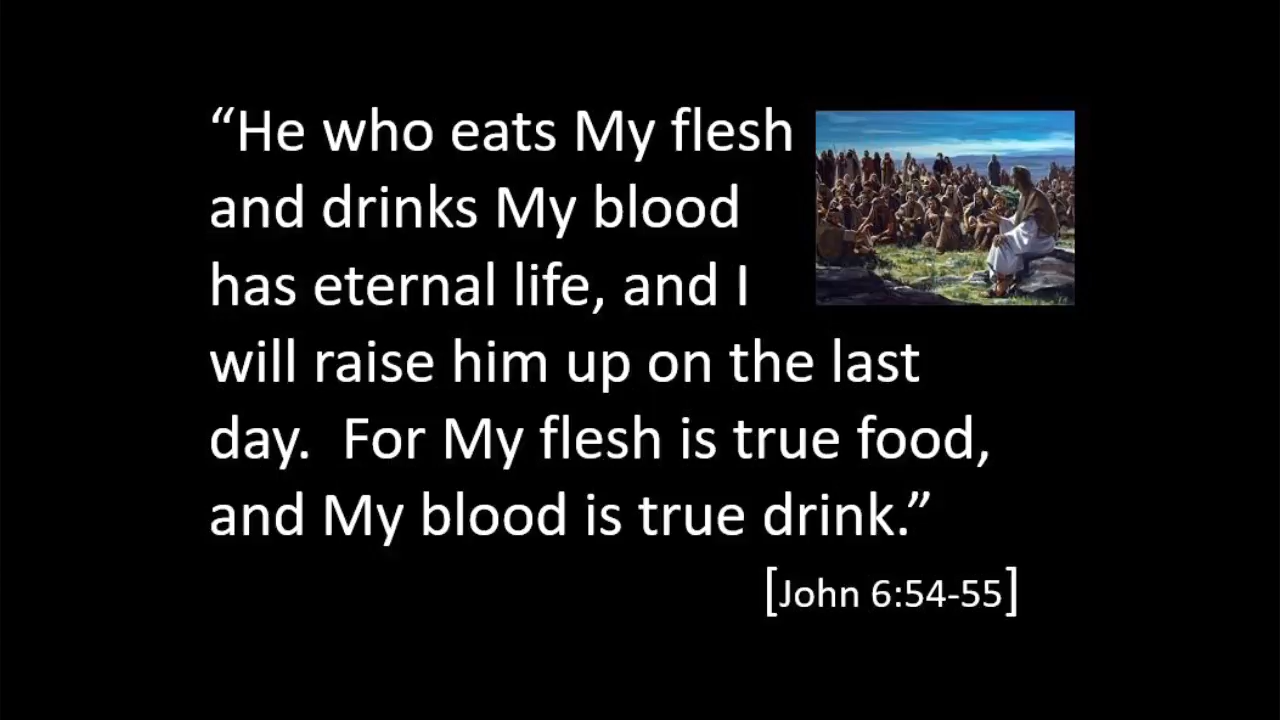 “He who eats My flesh
and drinks My blood
has eternal life, and I
will raise him up on the last
day.  For My flesh is true food,
and My blood is true drink.”
[John 6:54-55]